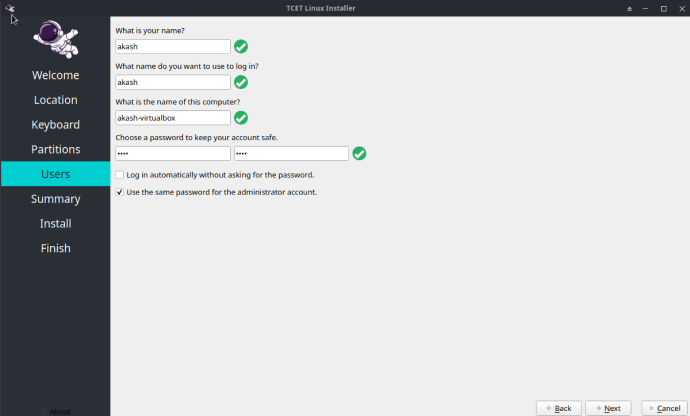 TCET Linux Installer
Welcome
Location
Keyboard
Partitions
Users
Summary
Install
Finish
About
What is your name?
akash
What name do you want to use to log in?
akash
What is the name of this computer?
akash-virtualbox
Choose a password to keep your account safe.
•••• ••••
Log in automatically without asking for the password.
Use the same password for the administrator account.
Back Next Cancel